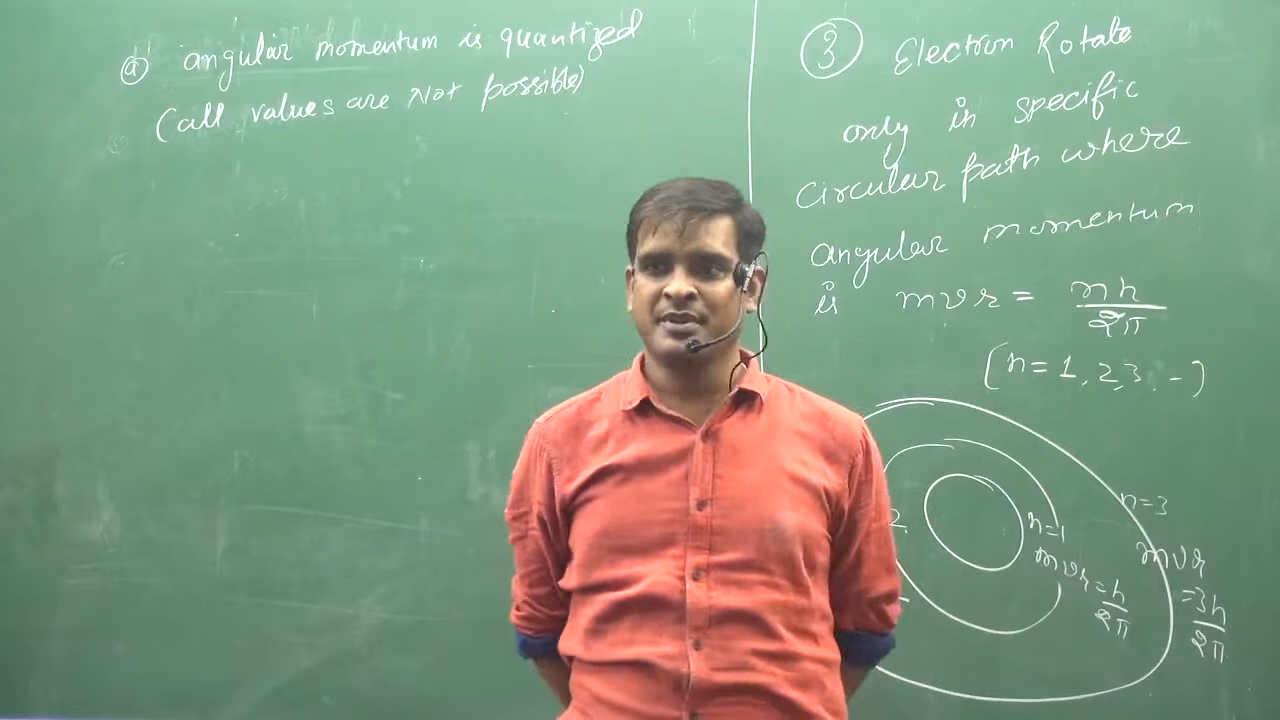 (a) angular momentum is quantized
(all values are Not possible)
(3) Electron Rotate
only in specific
Circular path where
angular momentum
is mvr = nh/2π
(n=1, 2, 3 . -)
n=3
2
n=1
mvr = h/2π
mvr
= 3h/2π